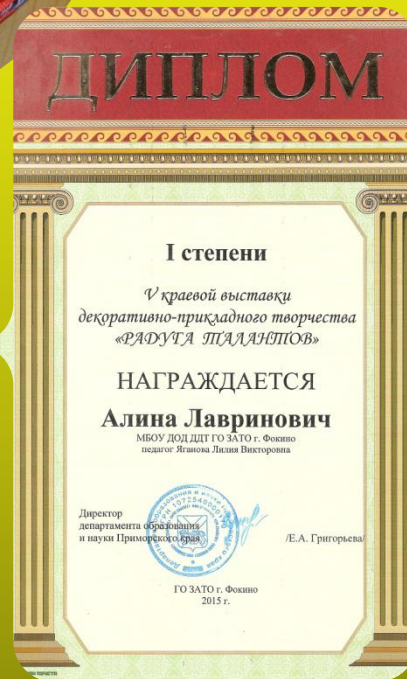 ДИПЛОМ
I степени
V краевой выставки
декоративно-прикладного творчества
«РАДУГА ТАЛАНТОВ»
НАГРАЖДАЕТСЯ
Алина Лавринович
МБОУ ДОД ДДТ ГО ЗАТО г. Фокино
педагог Яганова Лилия Викторовна
Директор
департамента образования
и науки Приморского края /Е.А. Григорьева/
ГО ЗАТО г. Фокино
2015 г.